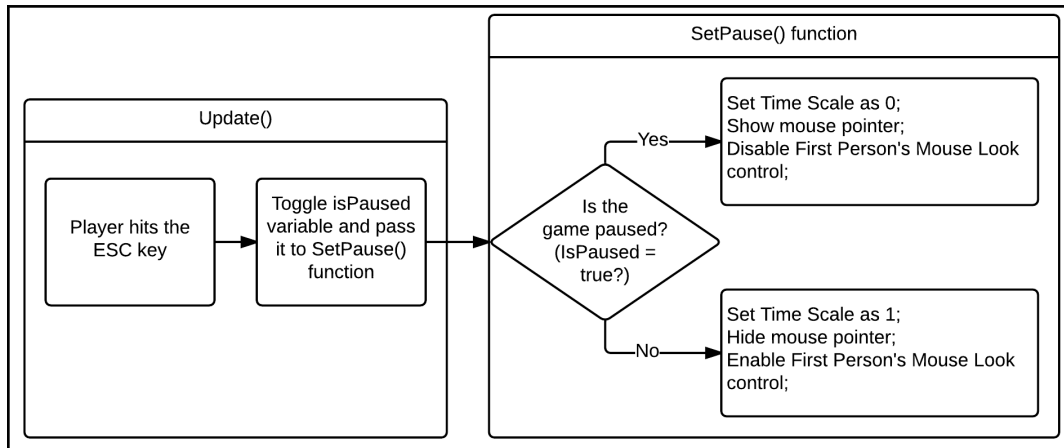 SetPause() function
Update()
Player hits the
ESC key
Toggle isPaused
variable and pass
it to SetPause()
function
Is the
game paused?
(IsPaused =
true?)
Yes
Set Time Scale as 0;
Show mouse pointer;
Disable First Person's Mouse Look
control;
No
Set Time Scale as 1;
Hide mouse pointer;
Enable First Person's Mouse Look
control;